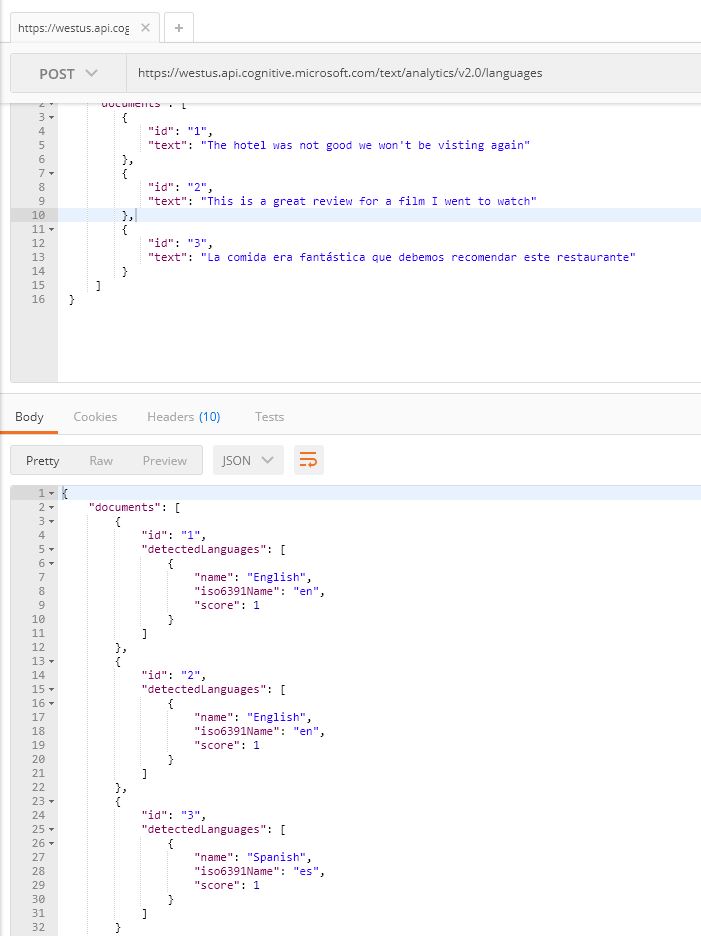 https://westus.api.cog
POST https://westus.api.cognitive.microsoft.com/text/analytics/v2.0/languages
2 "documents": [
3 {
4 "id": "1",
5 "text": "The hotel was not good we won't be visting again"
6 },
7 {
8 "id": "2",
9 "text": "This is a great review for a film I went to watch"
10 },
11 {
12 "id": "3",
13 "text": "La comida era fantástica que debemos recomendar este restaurante"
14 }
15 ]
16 }
Body Cookies Headers (10) Tests
Pretty Raw Preview JSON
1 {
2 "documents": [
3 {
4 "id": "1",
5 "detectedLanguages": [
6 {
7 "name": "English",
8 "iso6391Name": "en",
9 "score": 1
10 }
11 ]
12 },
13 {
14 "id": "2",
15 "detectedLanguages": [
16 {
17 "name": "English",
18 "iso6391Name": "en",
19 "score": 1
20 }
21 ]
22 },
23 {
24 "id": "3",
25 "detectedLanguages": [
26 {
27 "name": "Spanish",
28 "iso6391Name": "es",
29 "score": 1
30 }
31 ]
32 }